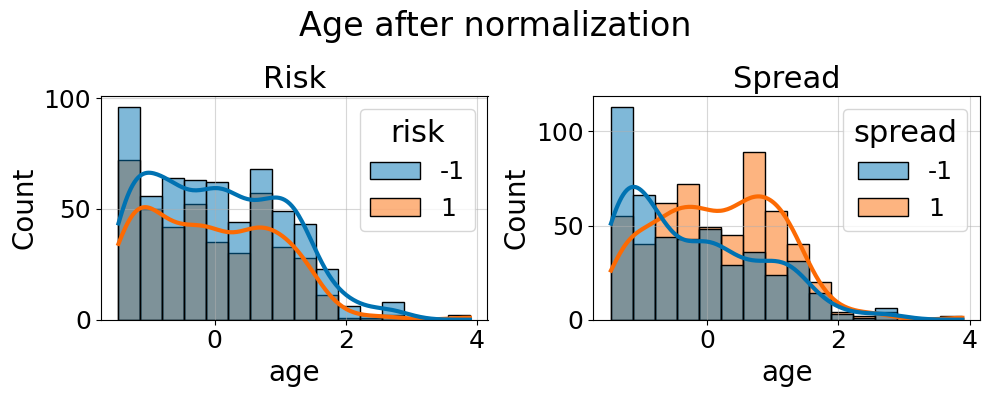 Age after normalization
Risk
100
50
0
Count
0
2
4
age
risk
-1
1
Spread
100
50
0
Count
0
2
4
age
spread
-1
1